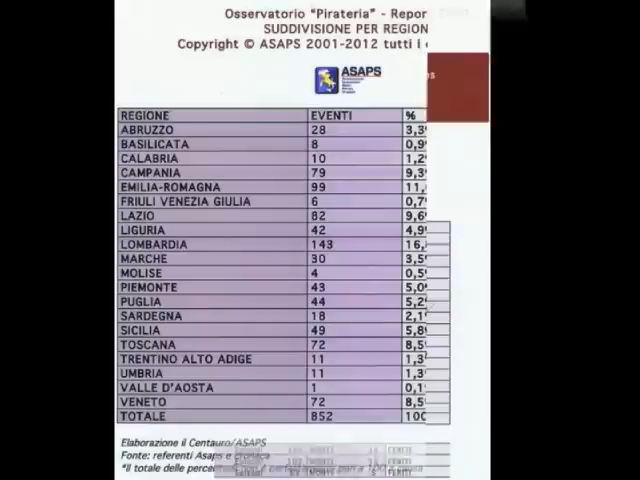 Osservatorio "Pirateria" - Repor
SUDDIVISIONE PER REGION
Copyright © ASAPS 2001-2012 tutti i
ASAPS
REGIONE EVENTI %
ABRUZZO 28 3,3
BASILICATA 8 0,9
CALABRIA 10 1,2
CAMPANIA 79 9,3
EMILIA-ROMAGNA 99 11,
FRIULI VENEZIA GIULIA 6 0,7
LAZIO 82 9,6
LIGURIA 42 4,9
LOMBARDIA 143 16,
MARCHE 30 3,5
MOLISE 4 0,5
PIEMONTE 43 5,0
PUGLIA 44 5,2
SARDEGNA 18 2,1
SICILIA 49 5,8
TOSCANA 72 8,5
TRENTINO ALTO ADIGE 11 1,3
UMBRIA 11 1,3
VALLE D'AOSTA 1 0,1
VENETO 72 8,5
TOTALE 852 100
Elaborazione il Centauro/ASAPS
Fonte: referenti Asaps e cronaca
*il totale delle percent